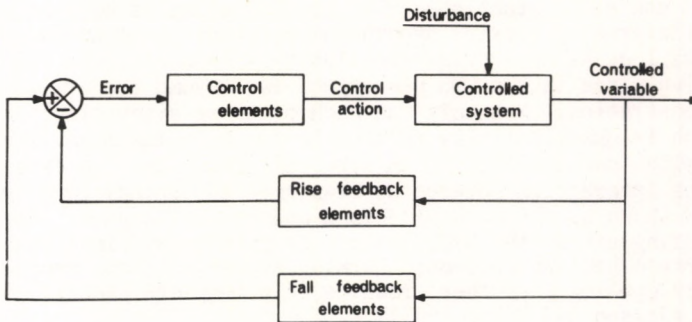 Disturbance
Error
Control
elements
Control
action
Controlled
system
Controlled
variable
+
−
Rise feedback
elements
Fall feedback
elements